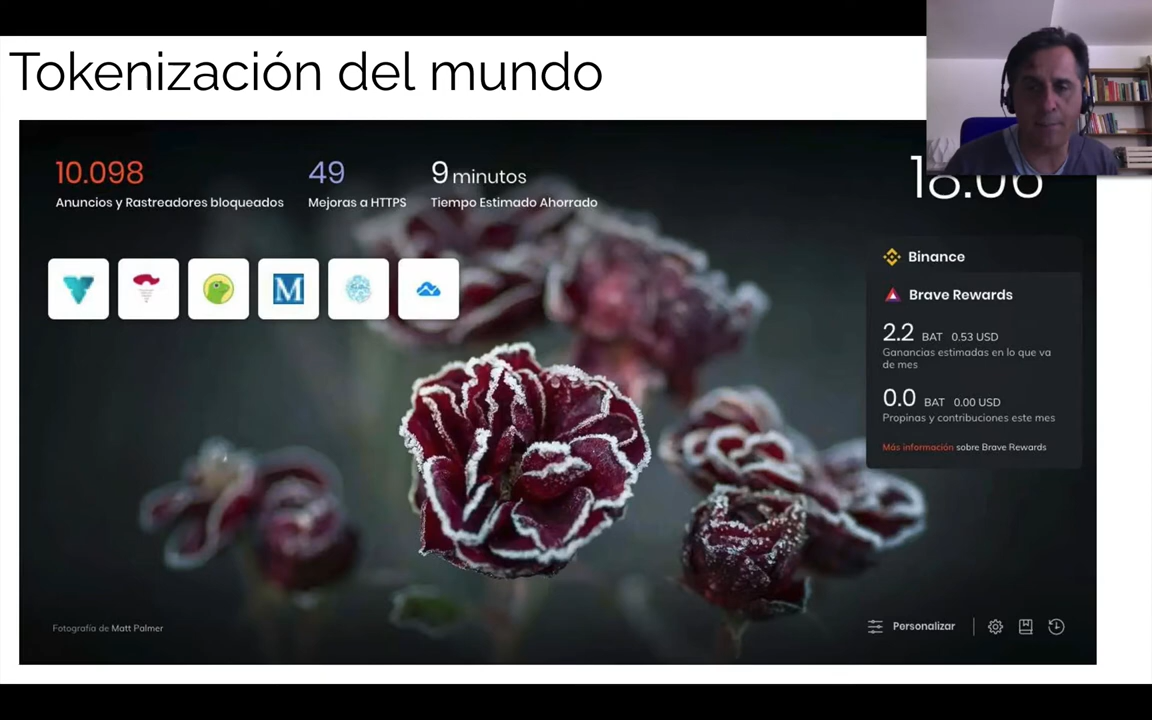 Tokenización del mundo
10.098
Anuncios y Rastreadores bloqueados
49
Mejoras a HTTPS
9 minutos
Tiempo Estimado Ahorrado
18:06
M
Binance
Brave Rewards
2.2 BAT 0.53 USD
Ganancias estimadas en lo que va
de mes
0.0 BAT 0.00 USD
Propinas y contribuciones este mes
Más información sobre Brave Rewards
Fotografía de Matt Palmer
Personalizar